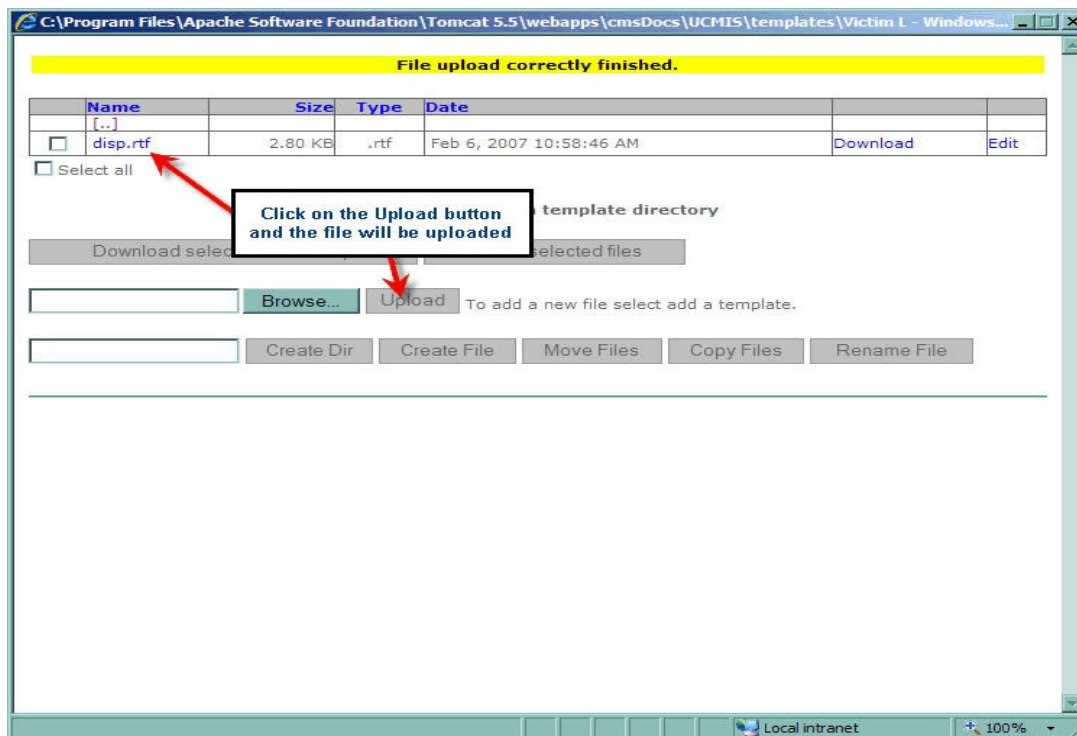 C:\Program Files\Apache Software Foundation\Tomcat 5.5\webapps\cmsDocs\UCMIS\templates\Victim L - Windows...
File upload correctly finished.
Name Size Type Date
[..]
disp.rtf 2.80 KB .rtf Feb 6, 2007 10:58:46 AM Download Edit
Select all
Click on the Upload button
and the file will be uploaded
template directory
Download selected files
Browse... Upload To add a new file select add a template.
Create Dir Create File Move Files Copy Files Rename File
Local intranet 100%